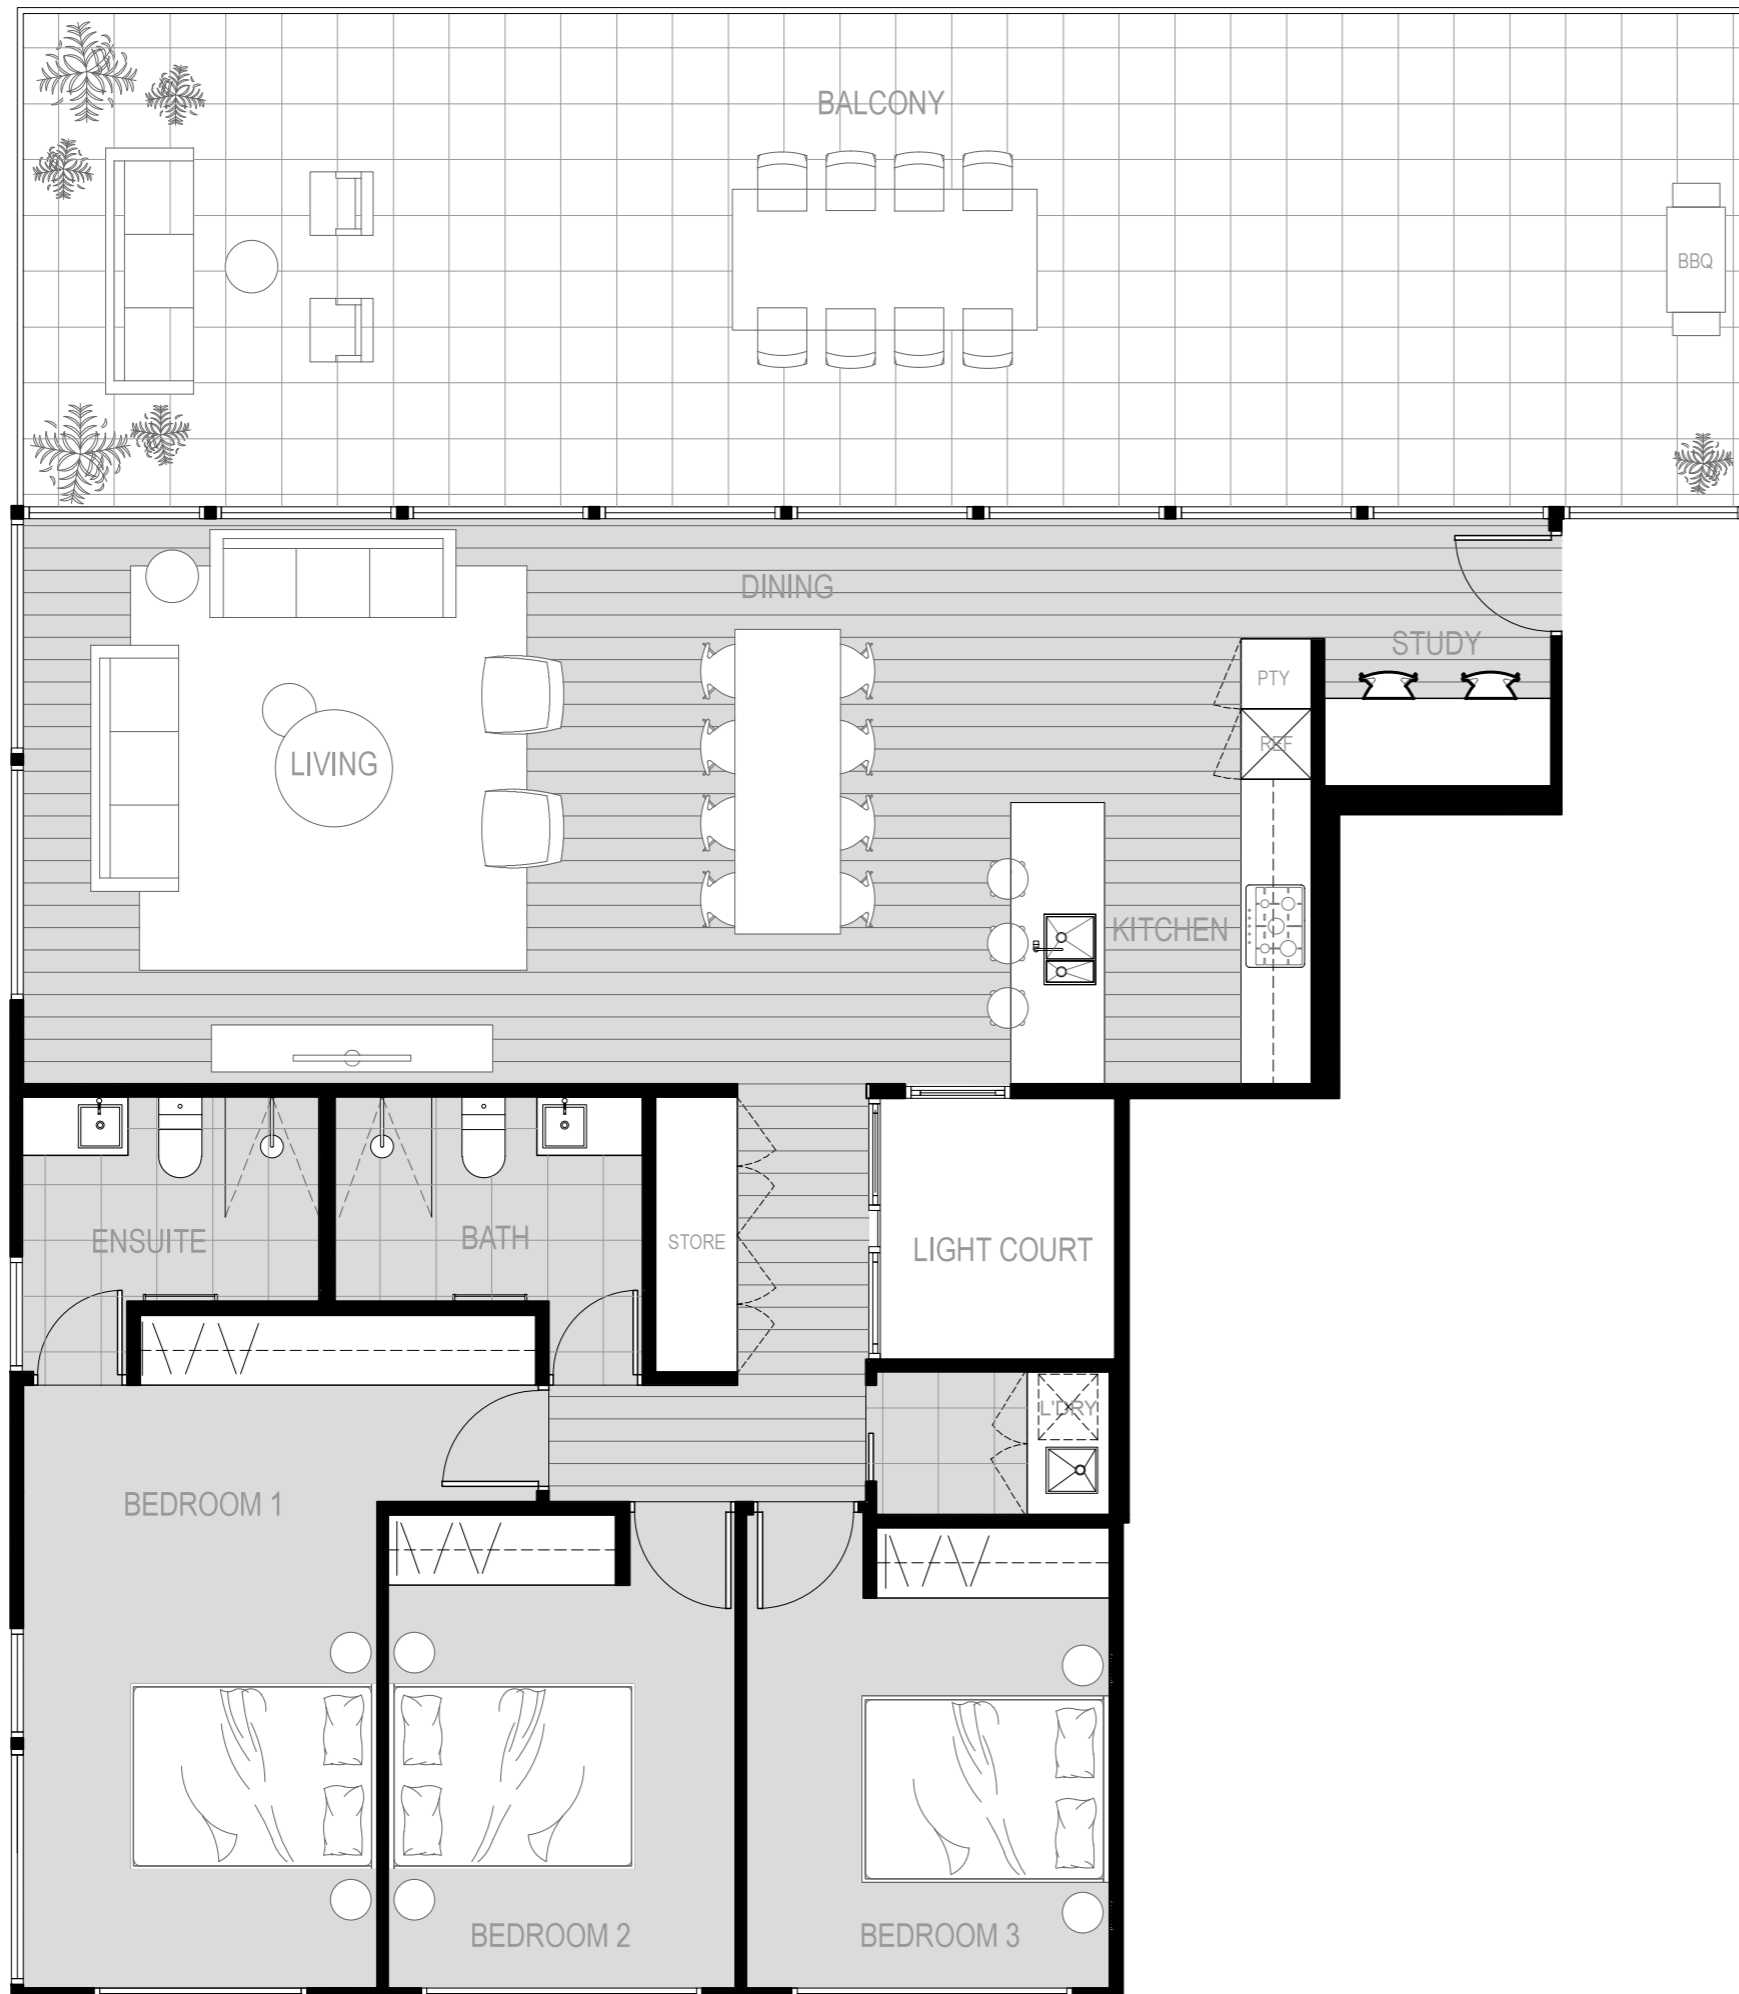 BALCONY
BBQ
DINING
STUDY
PTY
REF
LIVING
KITCHEN
ENSUITE
BATH
STORE
LIGHT COURT
L'DRY
BEDROOM 1
BEDROOM 2
BEDROOM 3